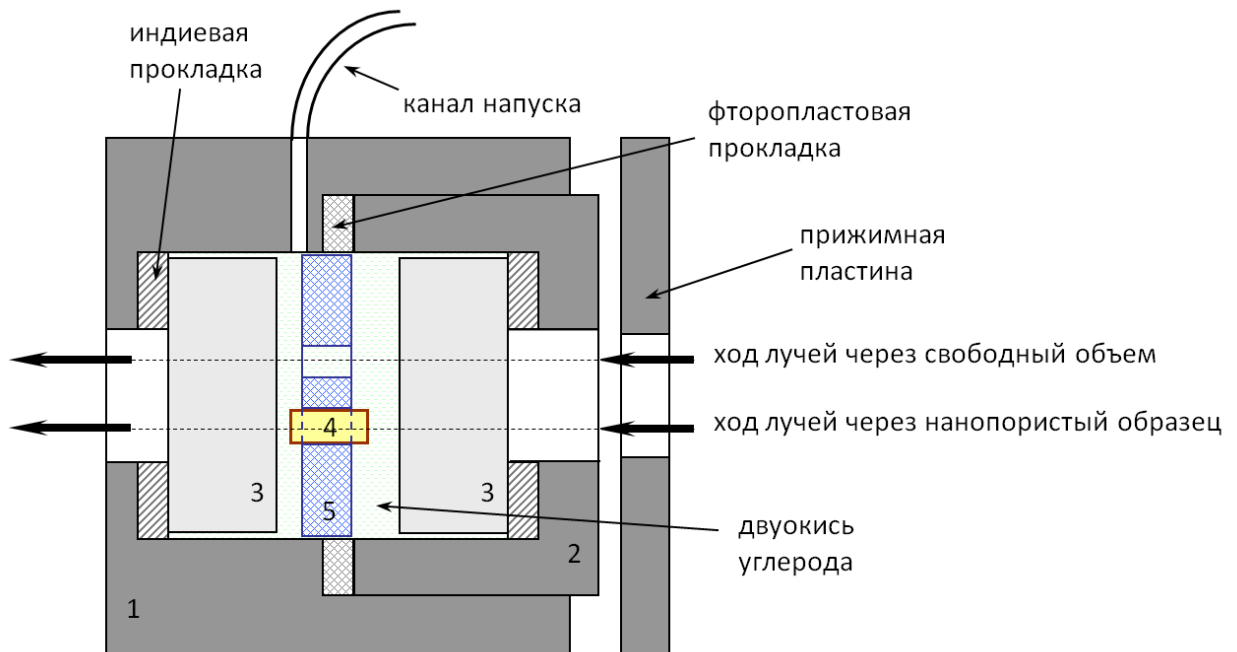 индиевая
прокладка
канал напуска
фторопластовая
прокладка
прижимная
пластина
ход лучей через свободный объем
ход лучей через нанопористый образец
4
3
5
3
двуокись
углерода
2
1